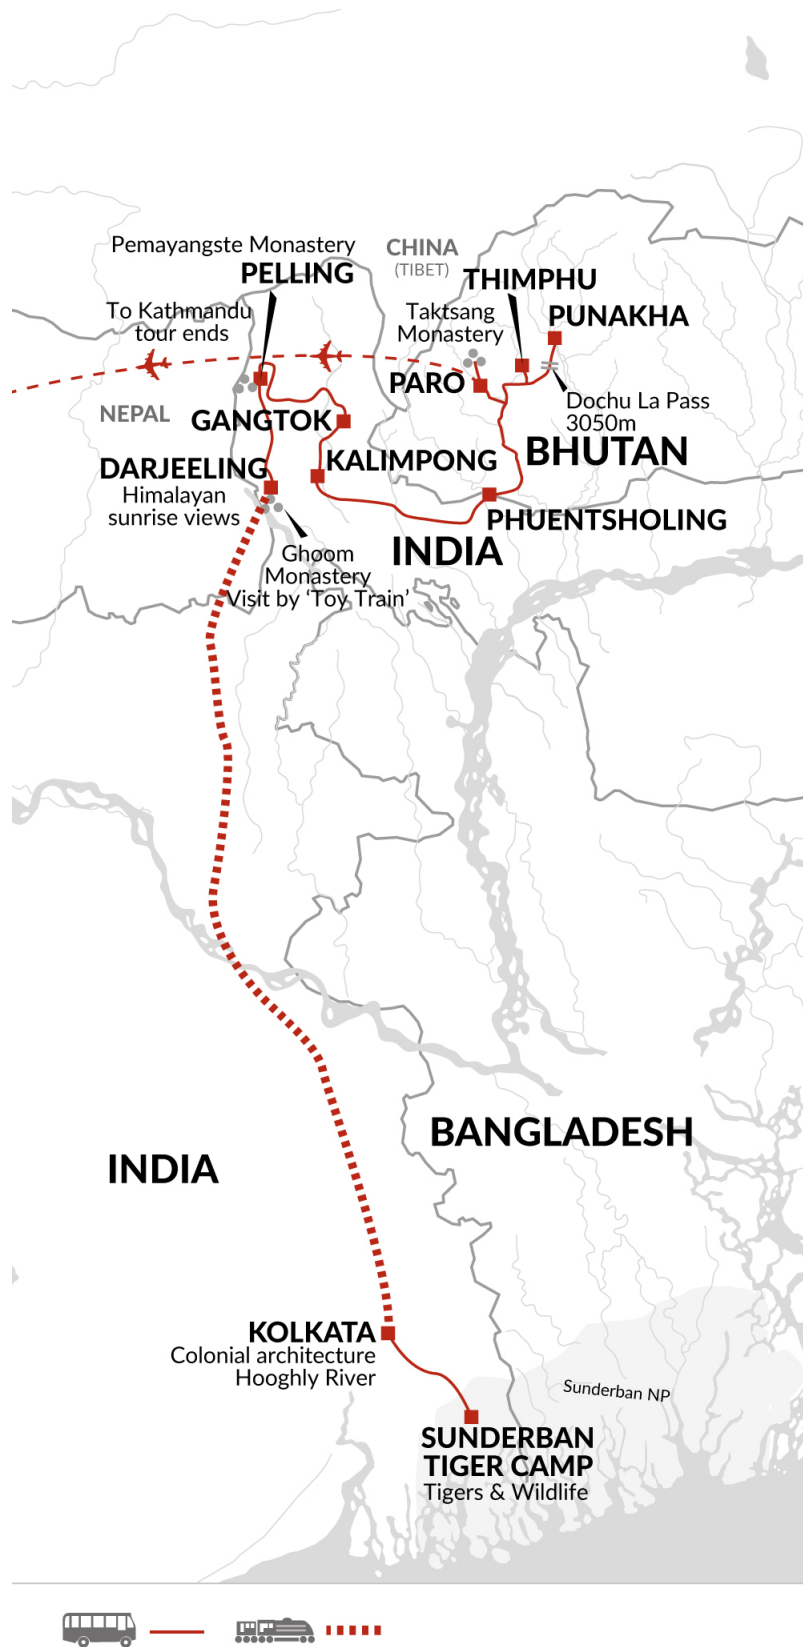 Pemayangste Monastery
PELLING
CHINA
(TIBET)
THIMPHU
To Kathmandu
tour ends
Taktsang
Monastery
PUNAKHA
PARO
NEPAL
GANGTOK
Dochu La Pass
3050m
BHUTAN
DARJEELING
Himalayan
sunrise views
KALIMPONG
PHUENTSHOLING
INDIA
Ghoom
Monastery
Visit by ‘Toy Train’
BANGLADESH
INDIA
KOLKATA
Colonial architecture
Hooghly River
Sunderban NP
SUNDERBAN
TIGER CAMP
Tigers & Wildlife